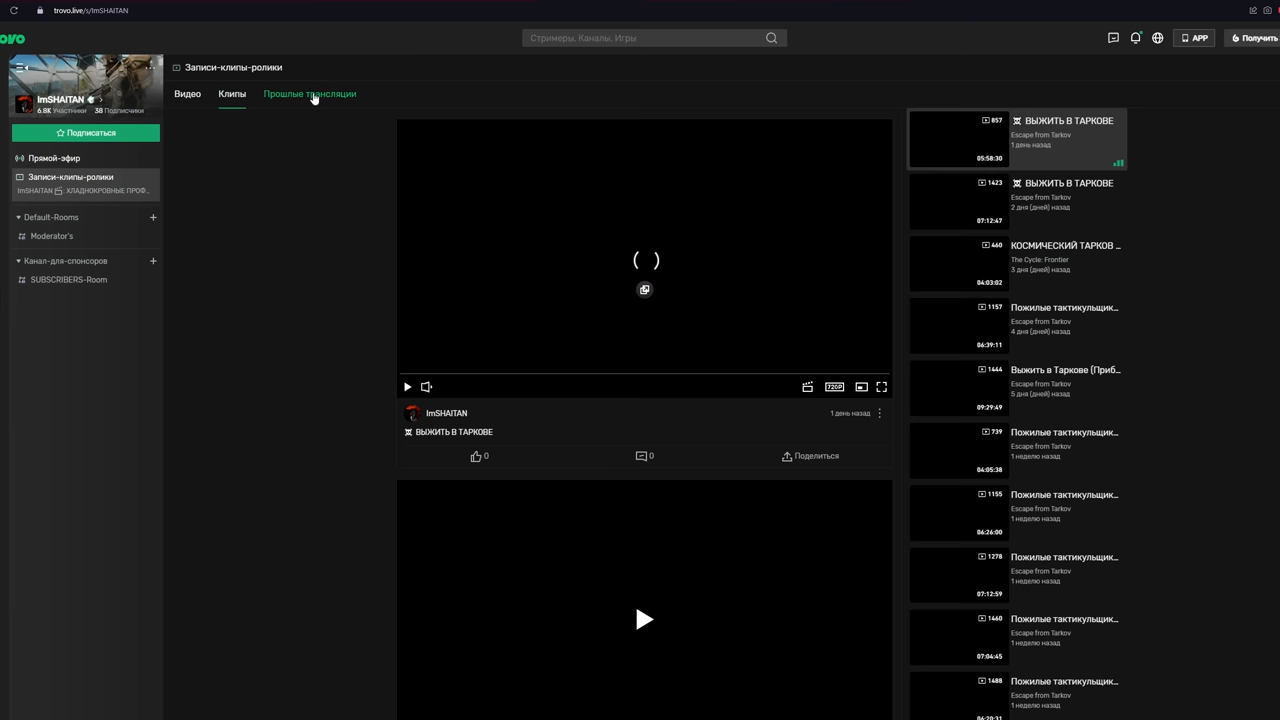 trovo.live/s/ImSHAITAN
ovo
Стримеры, Каналы, Игры
APP
Получить
ImSHAITAN
6.8K Участники 38 Подписчики
Подписаться
Прямой-эфир
Записи-клипы-ролики
ImSHAITAN ХЛАДНОКРОВНЫЕ ПРОФ...
Default-Rooms
Moderator's
Канал-для-спонсоров
SUBSCRIBERS-Room
Записи-клипы-ролики
Видео Клипы Прошлые трансляции
720P
ImSHAITAN
1 день назад
ВЫЖИТЬ В ТАРКОВЕ
0 0 Поделиться
857
05:58:30
ВЫЖИТЬ В ТАРКОВЕ
Escape from Tarkov
1 день назад
1423
07:12:47
ВЫЖИТЬ В ТАРКОВЕ
Escape from Tarkov
2 дня (дней) назад
460
04:03:02
КОСМИЧЕСКИЙ ТАРКОВ ...
The Cycle: Frontier
3 дня (дней) назад
1157
06:39:11
Пожилые тактикульщик...
Escape from Tarkov
4 дня (дней) назад
1444
09:29:49
Выжить в Таркове (Приб...
Escape from Tarkov
5 дня (дней) назад
739
04:05:38
Пожилые тактикульщик...
Escape from Tarkov
1 неделю назад
1155
06:26:00
Пожилые тактикульщик...
Escape from Tarkov
1 неделю назад
1278
07:12:59
Пожилые тактикульщик...
Escape from Tarkov
1 неделю назад
1460
07:04:45
Пожилые тактикульщик...
Escape from Tarkov
1 неделю назад
1488
06:20:31
Пожилые тактикульщик...
Escape from Tarkov
1 неделю назад